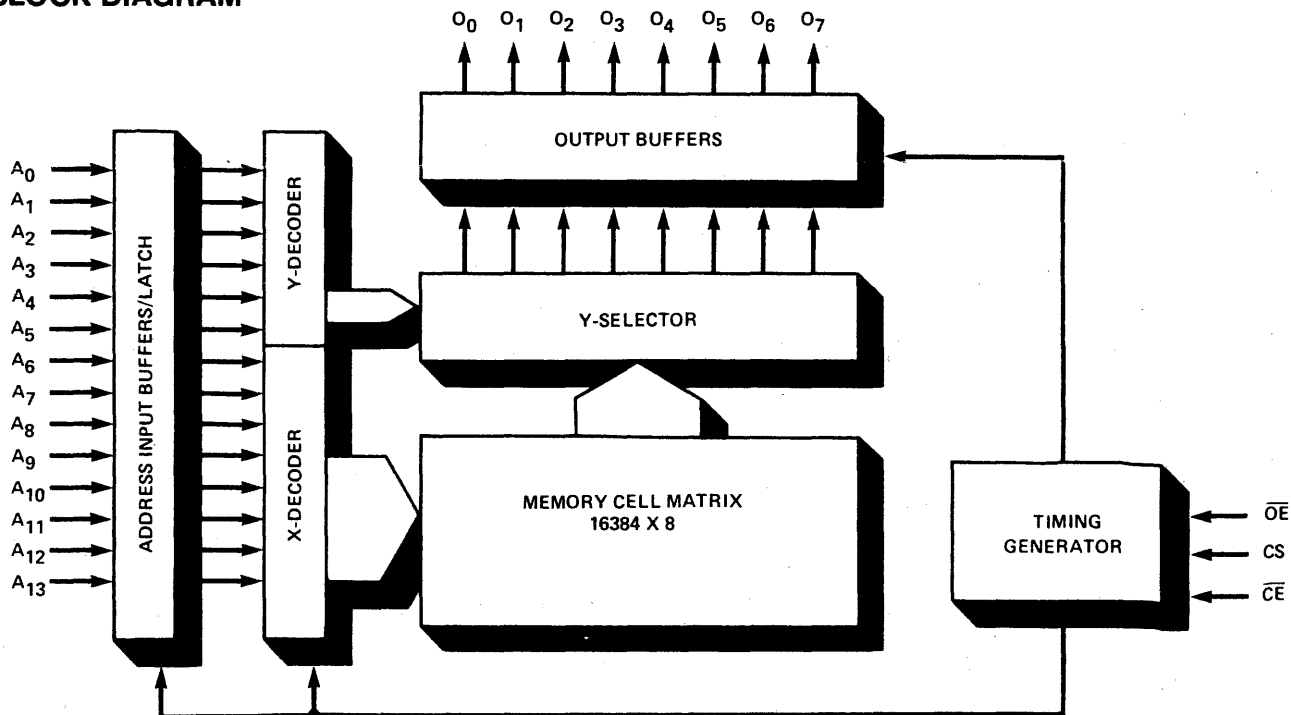 BLOCK DIAGRAM
O0 O1 O2 O3 O4 O5 O6 O7
OUTPUT BUFFERS
A0
A1
A2
A3
A4
A5
A6
A7
A8
A9
A10
A11
A12
A13
ADDRESS INPUT BUFFERS/LATCH
Y-DECODER
X-DECODER
Y-SELECTOR
MEMORY CELL MATRIX
16384 X 8
TIMING
GENERATOR
O̅E̅
CS
C̅E̅